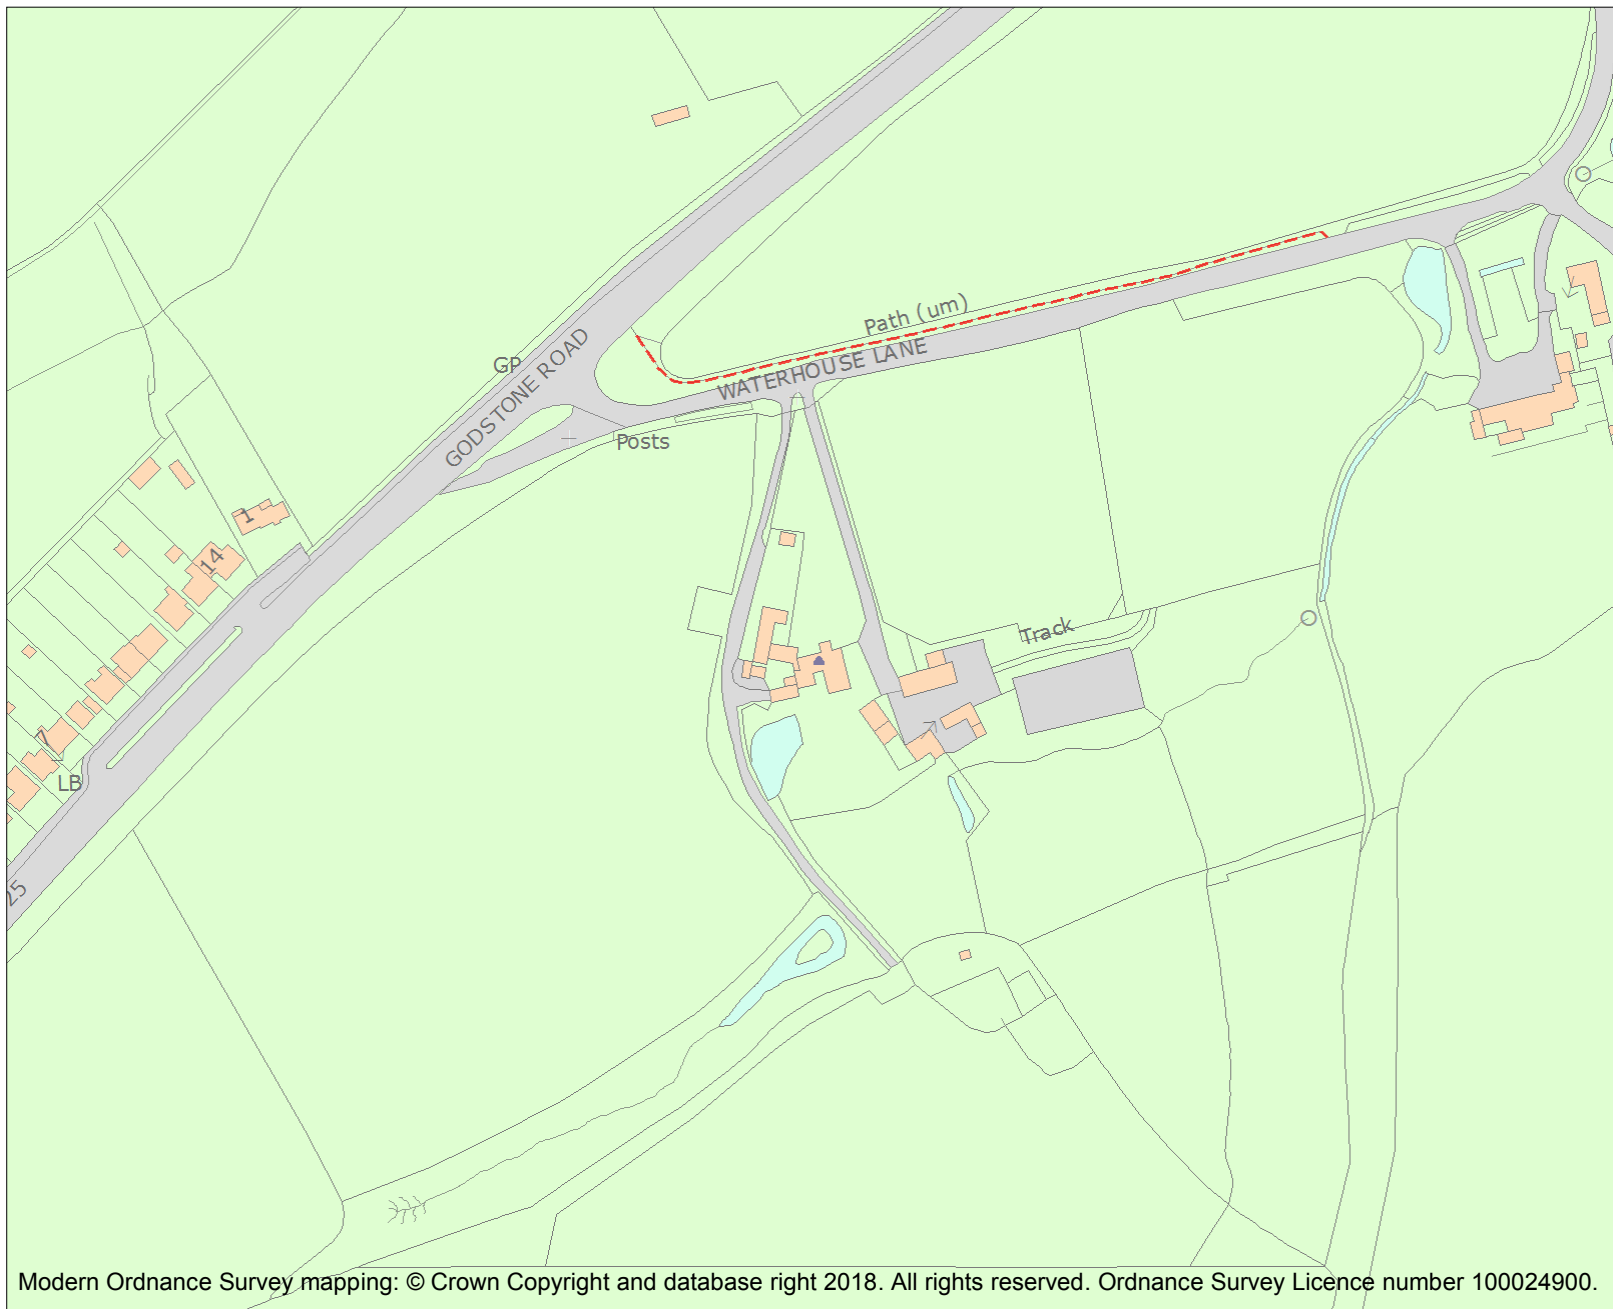 Path (um)
WATERHOUSE LANE
GP
GODSTONE ROAD
Posts
1
14
Track
7
LB
25
Modern Ordnance Survey mapping: © Crown Copyright and database right 2018. All rights reserved. Ordnance Survey Licence number 100024900.